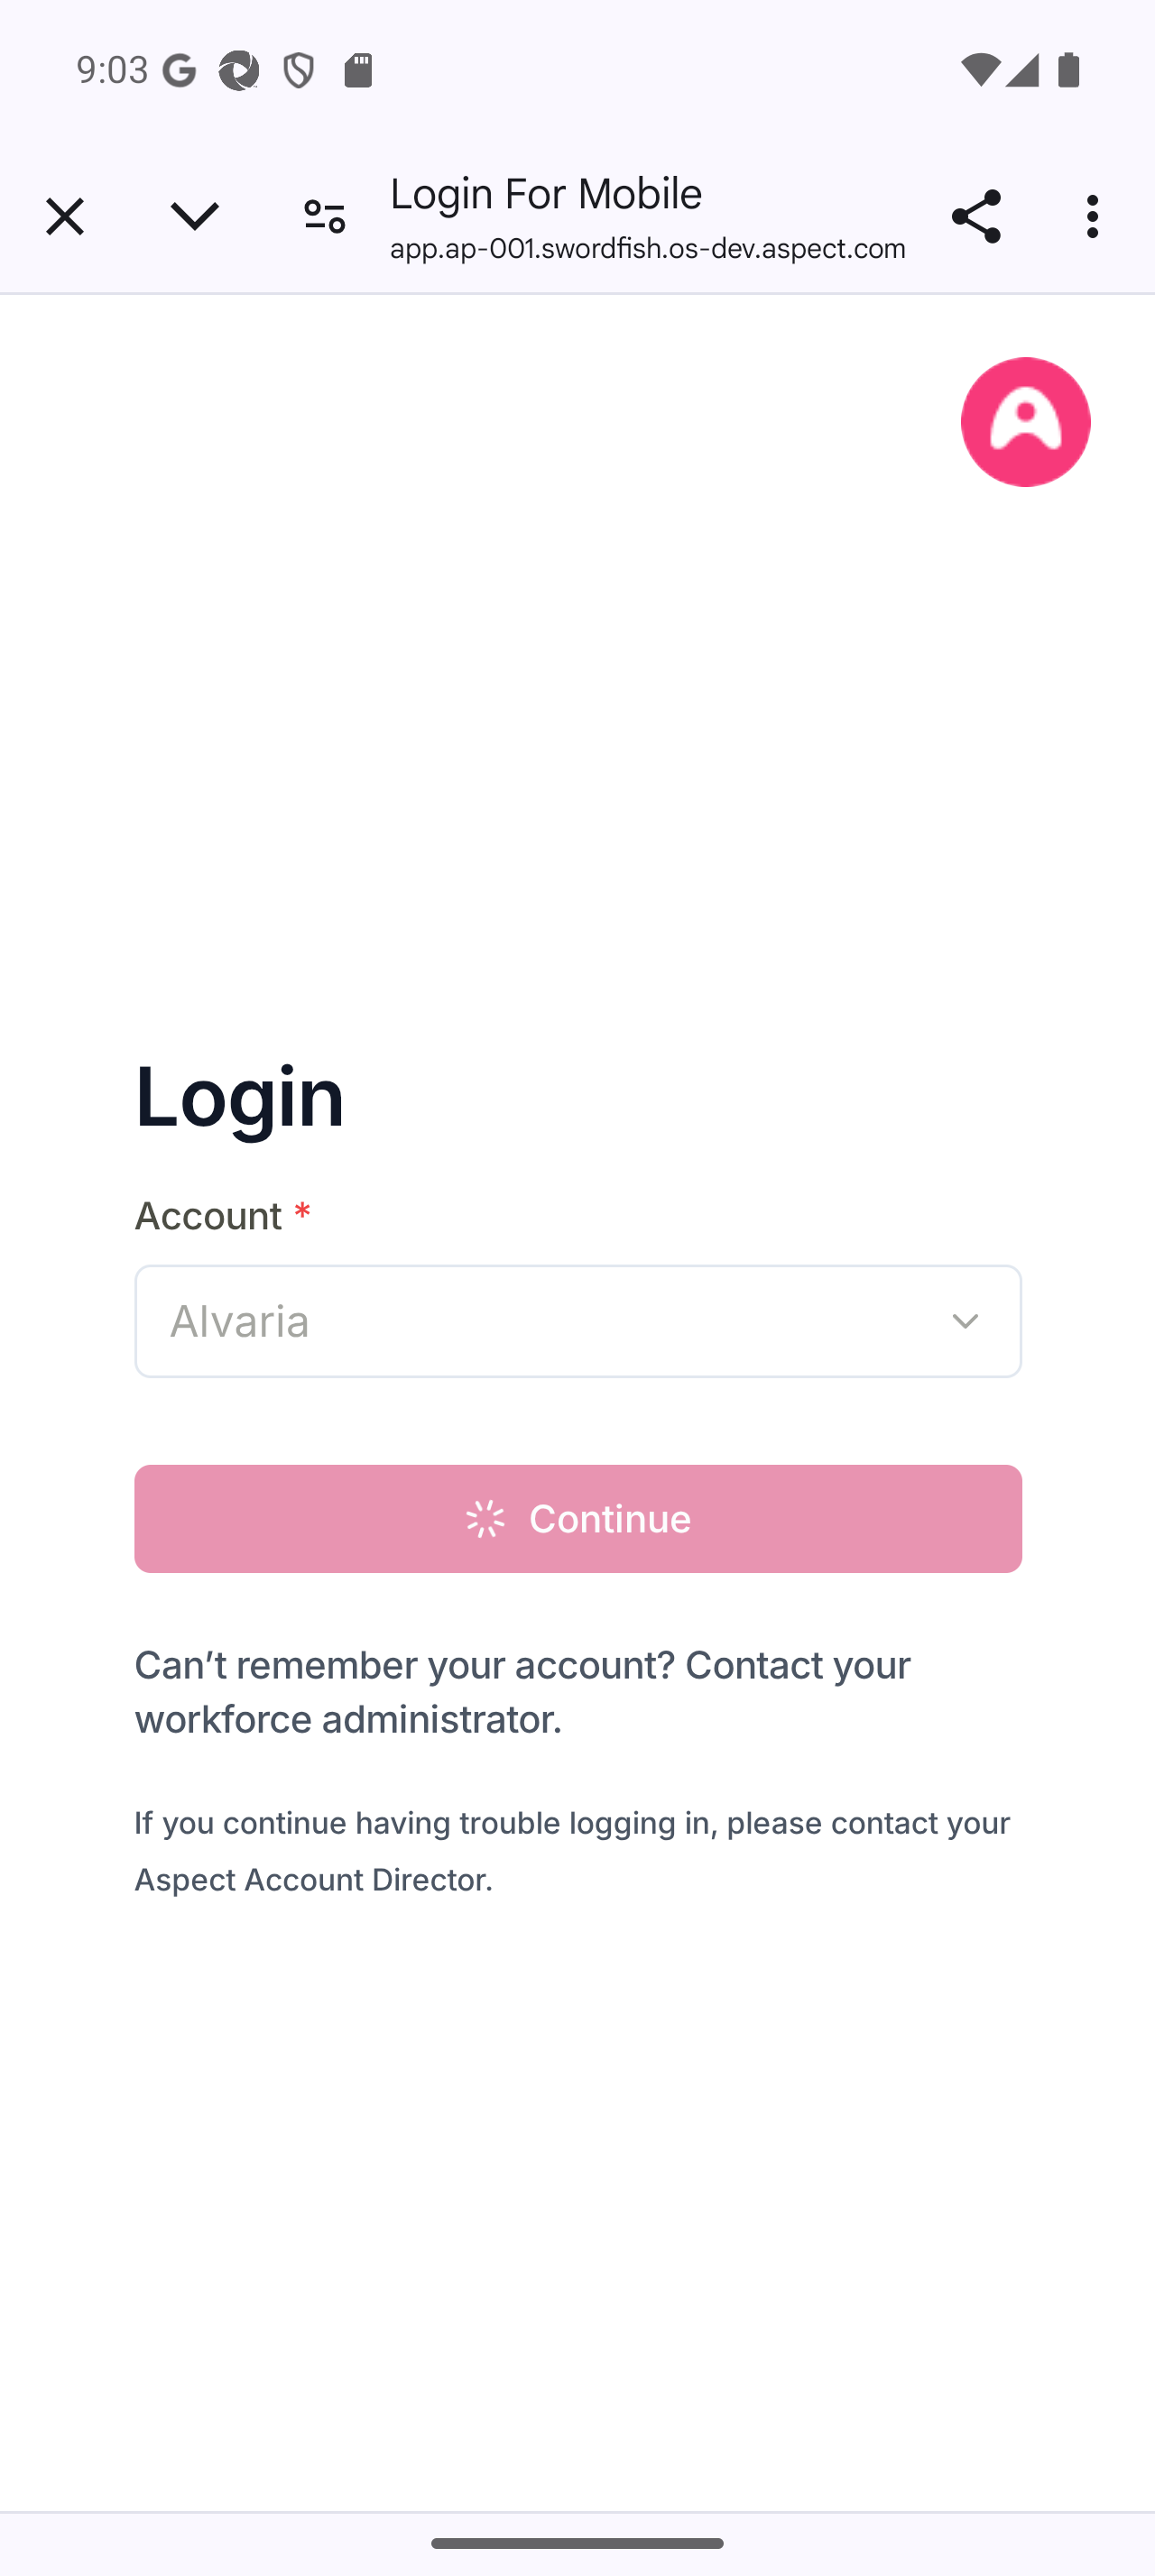 9:03
Login For Mobile
app.ap-001.swordfish.os-dev.aspect.com
Login
Account *
Alvaria
Continue
Can’t remember your account? Contact your
workforce administrator.
If you continue having trouble logging in, please contact your
Aspect Account Director.